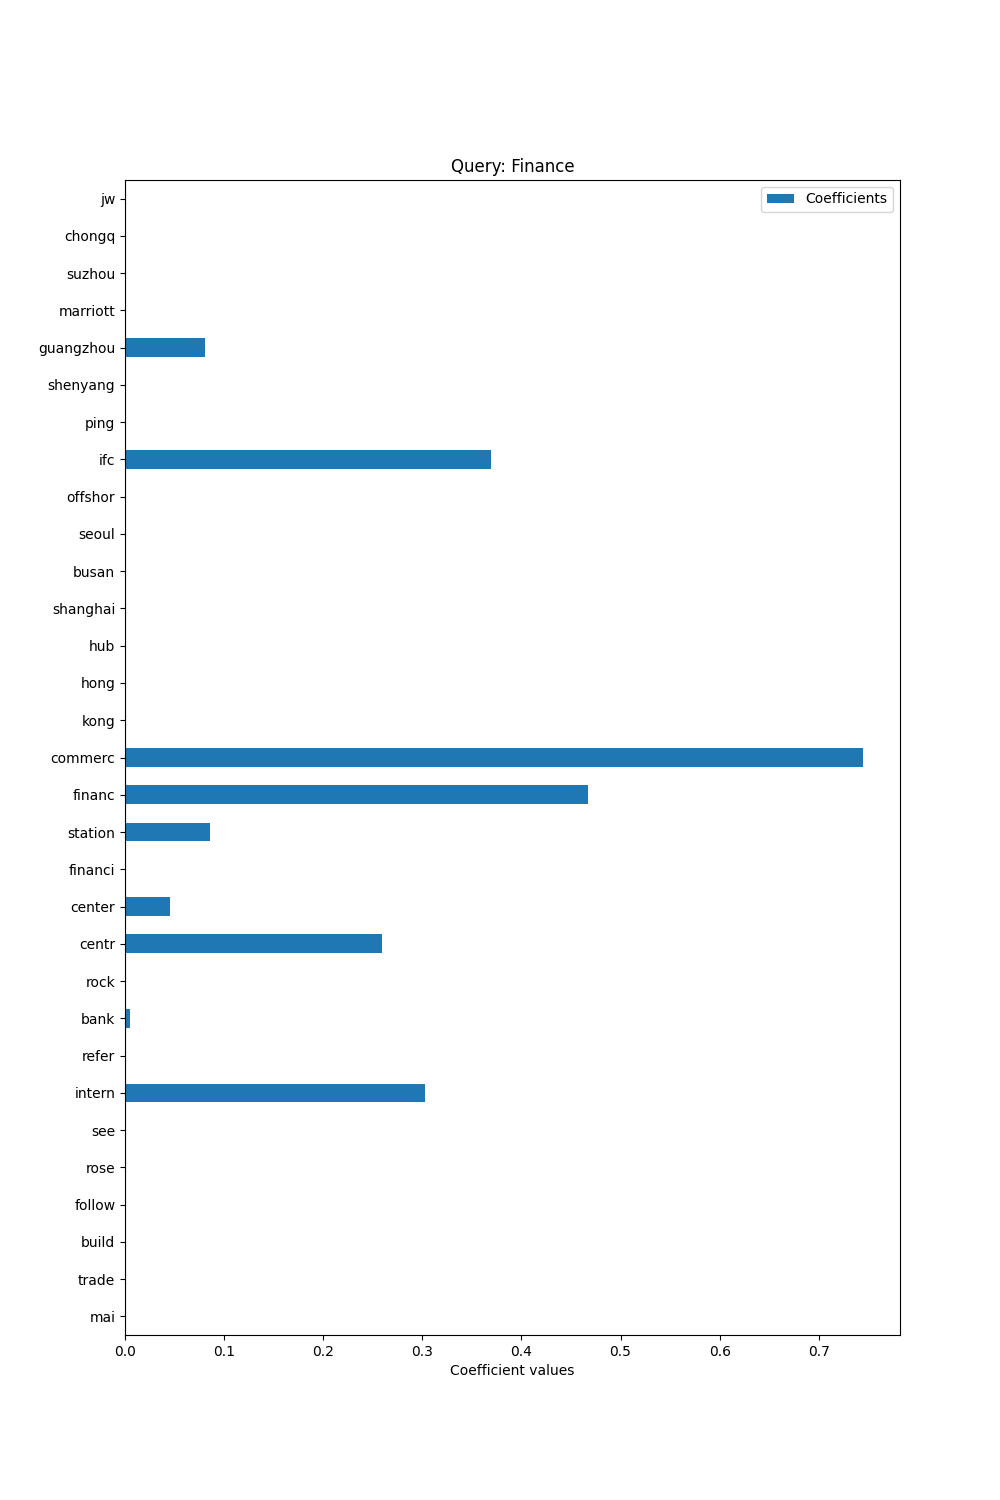 Query: Finance
Coefficients
jw
chongq
suzhou
marriott
guangzhou
shenyang
ping
ifc
offshor
seoul
busan
shanghai
hub
hong
kong
commerc
financ
station
financi
center
centr
rock
bank
refer
intern
see
rose
follow
build
trade
mai
0.0 0.1 0.2 0.3 0.4 0.5 0.6 0.7
Coefficient values